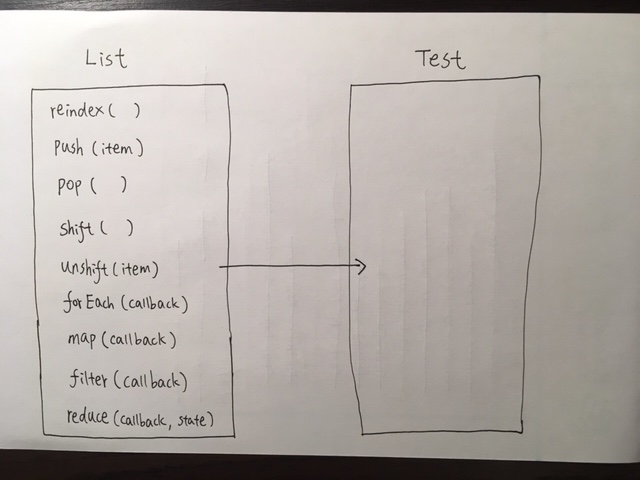 List
Test
reindex( )
push (item)
pop ( )
shift ( )
unshift (item)
forEach (callback)
map (callback)
filter (callback)
reduce (callback, state)